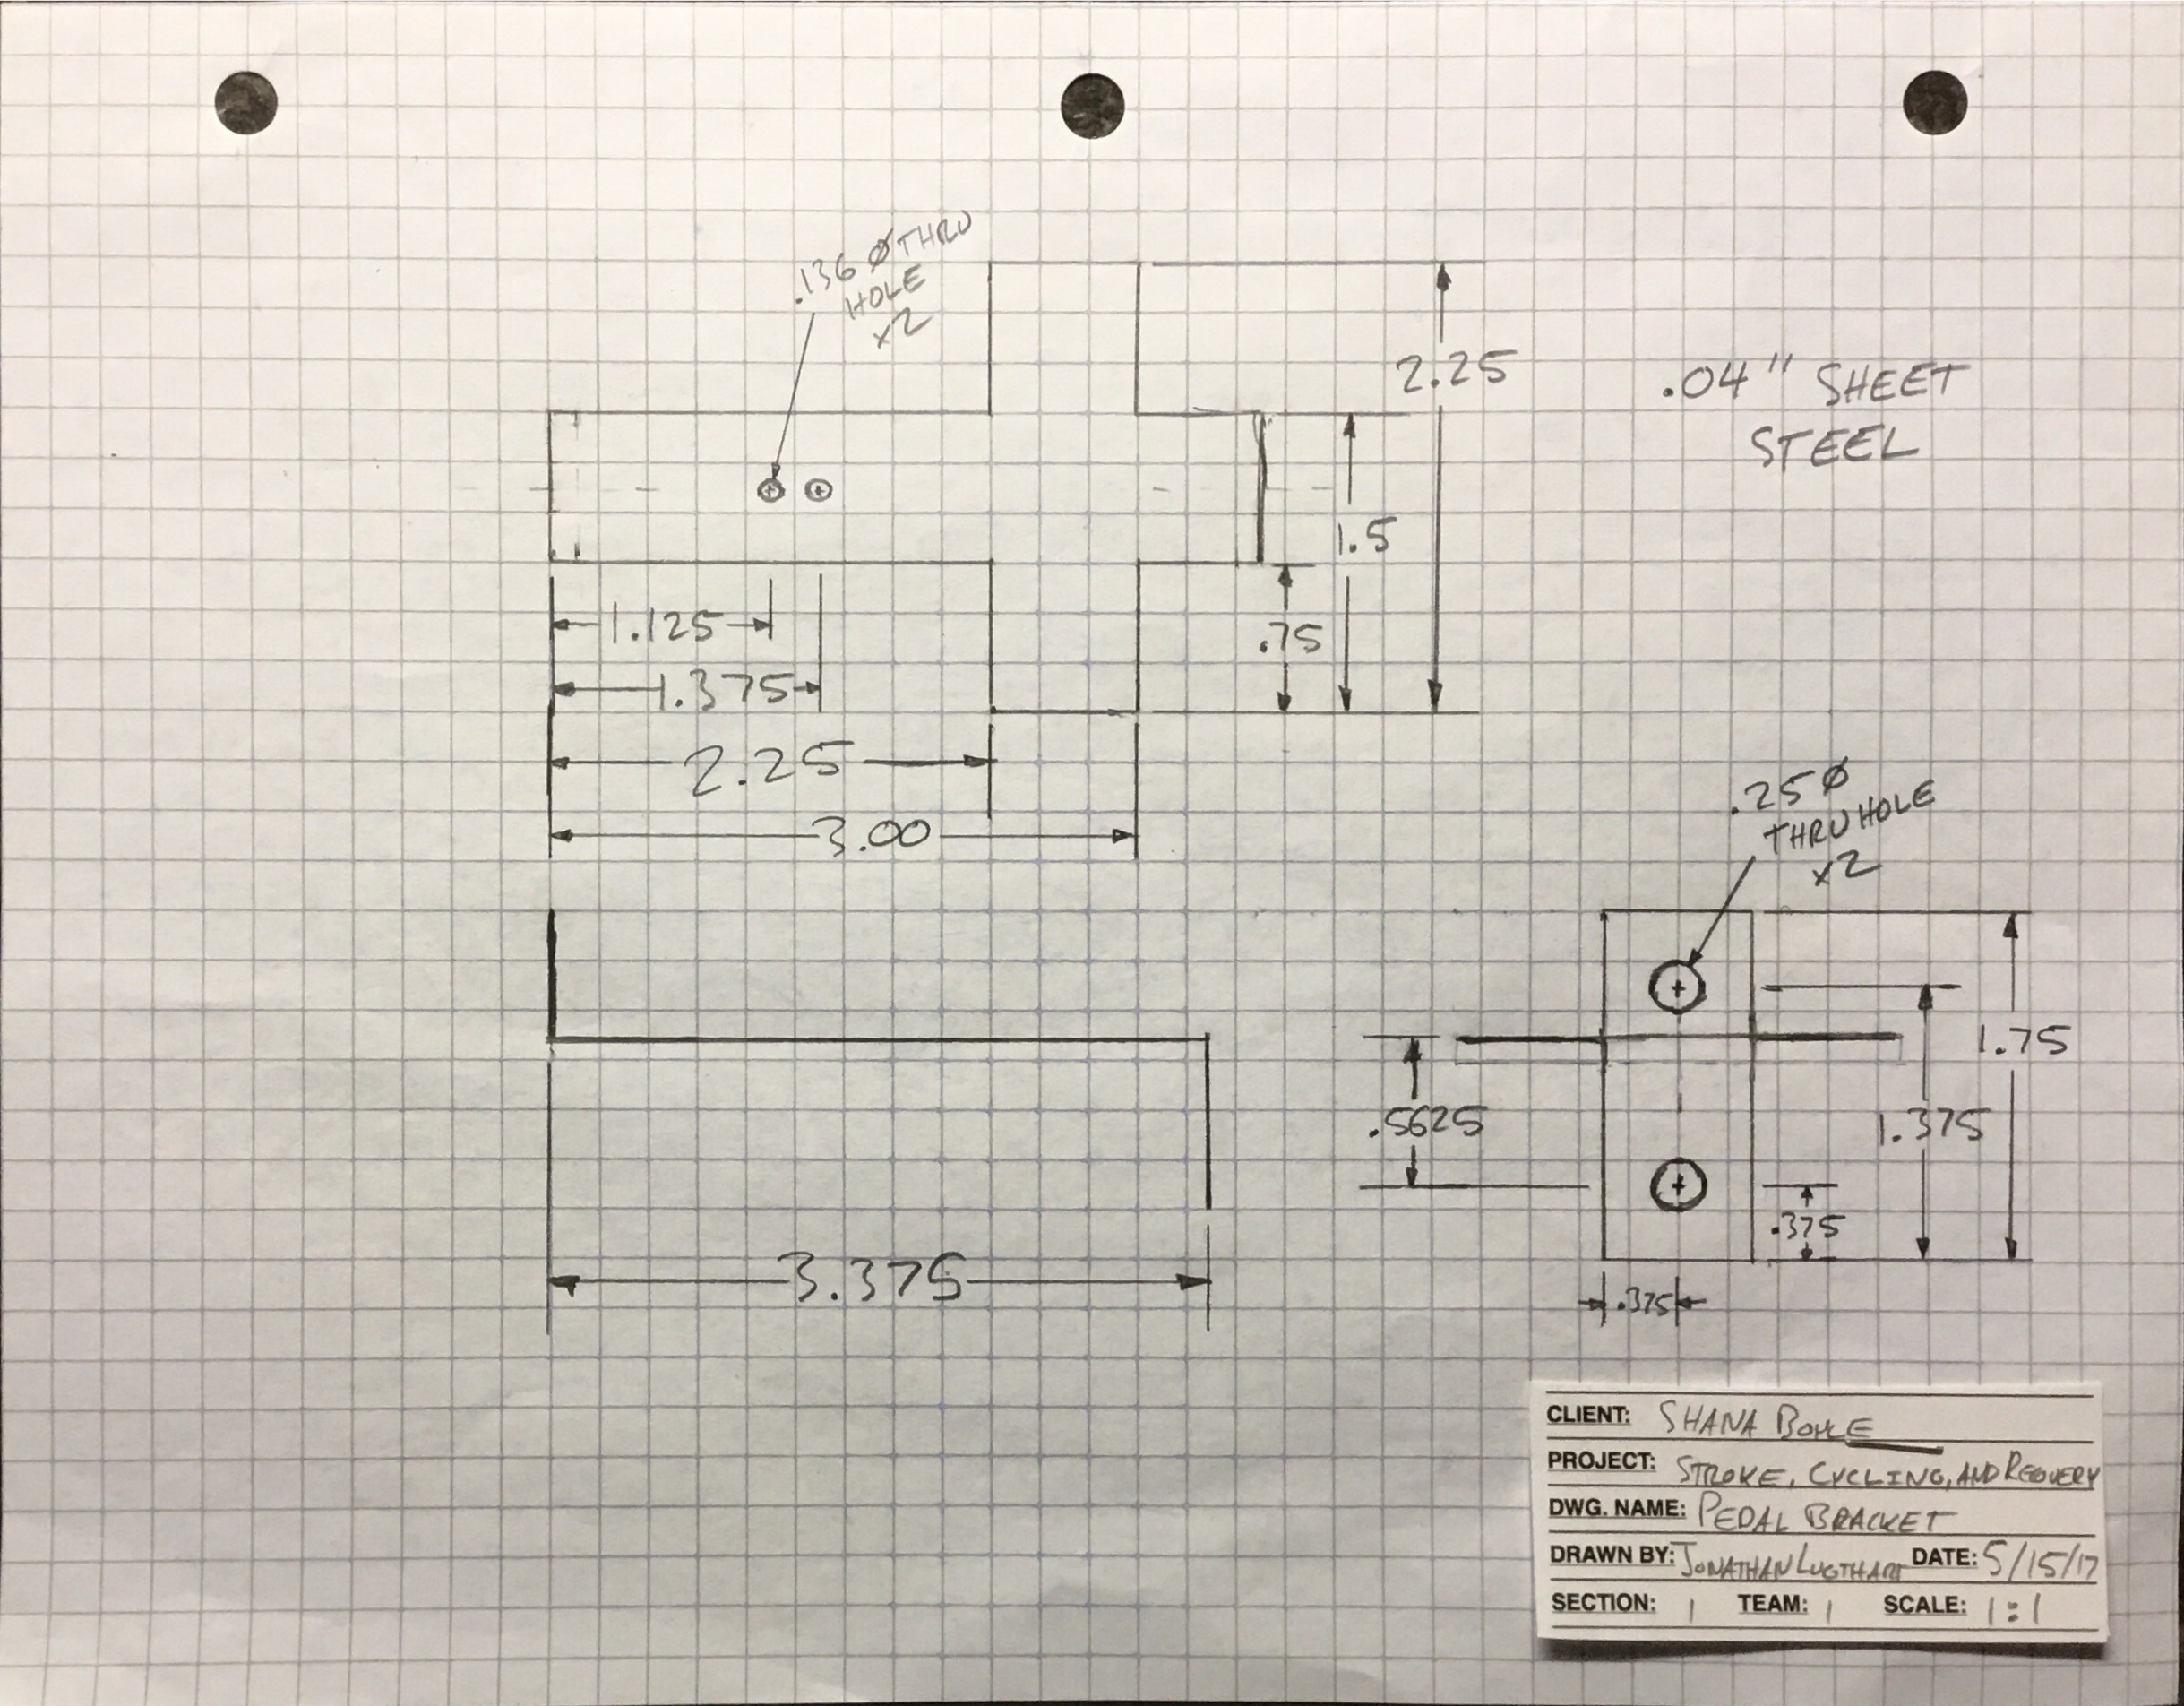 .136 Ø THRU
HOLE
x2
2.25
.04" SHEET
STEEL
1.5
1.125
.75
1.375
2.25
3.00
.25 Ø
THRU HOLE
x2
1.75
.5625
1.375
.375
3.375
.375
CLIENT: SHANA BOYLE
PROJECT: STROKE, CYCLING, AND RECOVERY
DWG. NAME: PEDAL BRACKET
DRAWN BY: JONATHAN LUGTHART DATE: 5/15/17
SECTION: 1 TEAM: 1 SCALE: 1:1